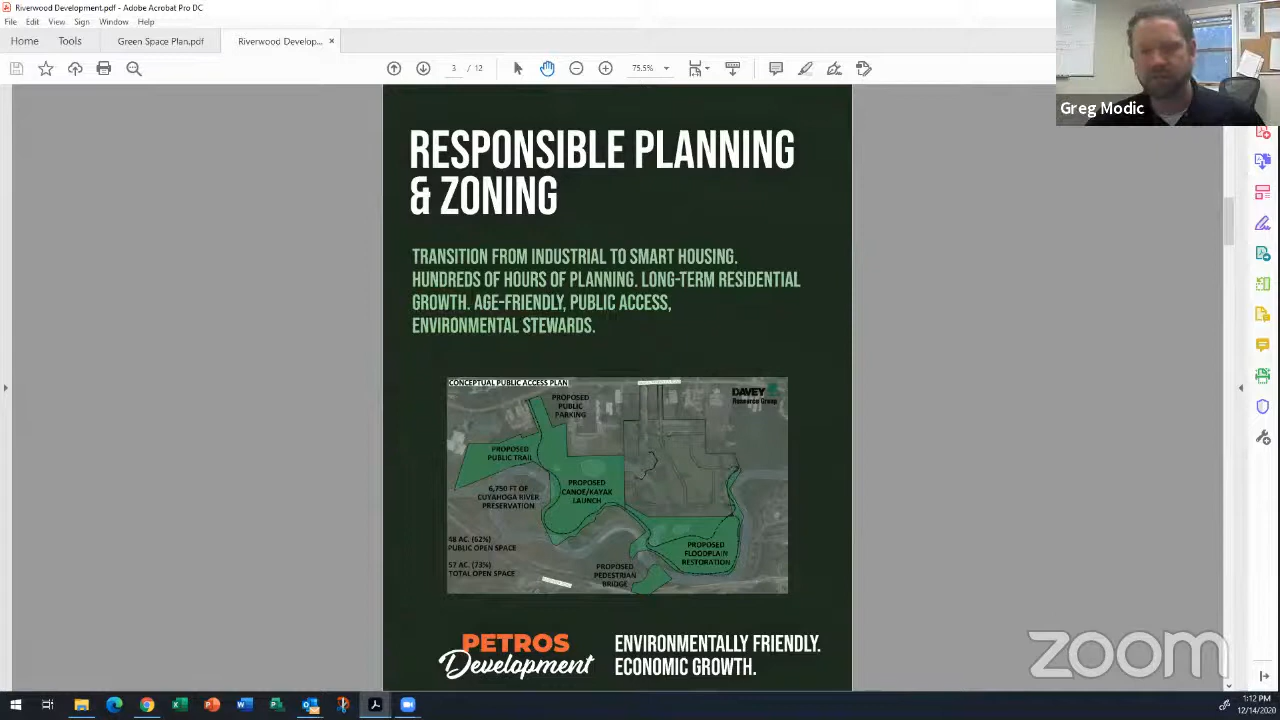 Riverwood Development.pdf - Adobe Acrobat Pro DC
File Edit View Sign Window Help
Home Tools Green Space Plan.pdf Riverwood Develop... ×
3 / 12 75.5%
Greg Modic
RESPONSIBLE PLANNING
& ZONING
TRANSITION FROM INDUSTRIAL TO SMART HOUSING.
HUNDREDS OF HOURS OF PLANNING. LONG-TERM RESIDENTIAL
GROWTH. AGE-FRIENDLY, PUBLIC ACCESS,
ENVIRONMENTAL STEWARDS.
CONCEPTUAL PUBLIC ACCESS PLAN
DAVEY
Resource Group
PROPOSED
PUBLIC
PARKING
PROPOSED
PUBLIC TRAIL
PROPOSED
CANOE/KAYAK
LAUNCH
6,750 FT OF
CUYAHOGA RIVER
PRESERVATION
48 AC. (62%)
PUBLIC OPEN SPACE
57 AC. (73%)
TOTAL OPEN SPACE
PROPOSED
FLOODPLAIN
RESTORATION
PROPOSED
PEDESTRIAN
BRIDGE
PETROS
Development
ENVIRONMENTALLY FRIENDLY.
ECONOMIC GROWTH.
zoom
1:12 PM
12/14/2020